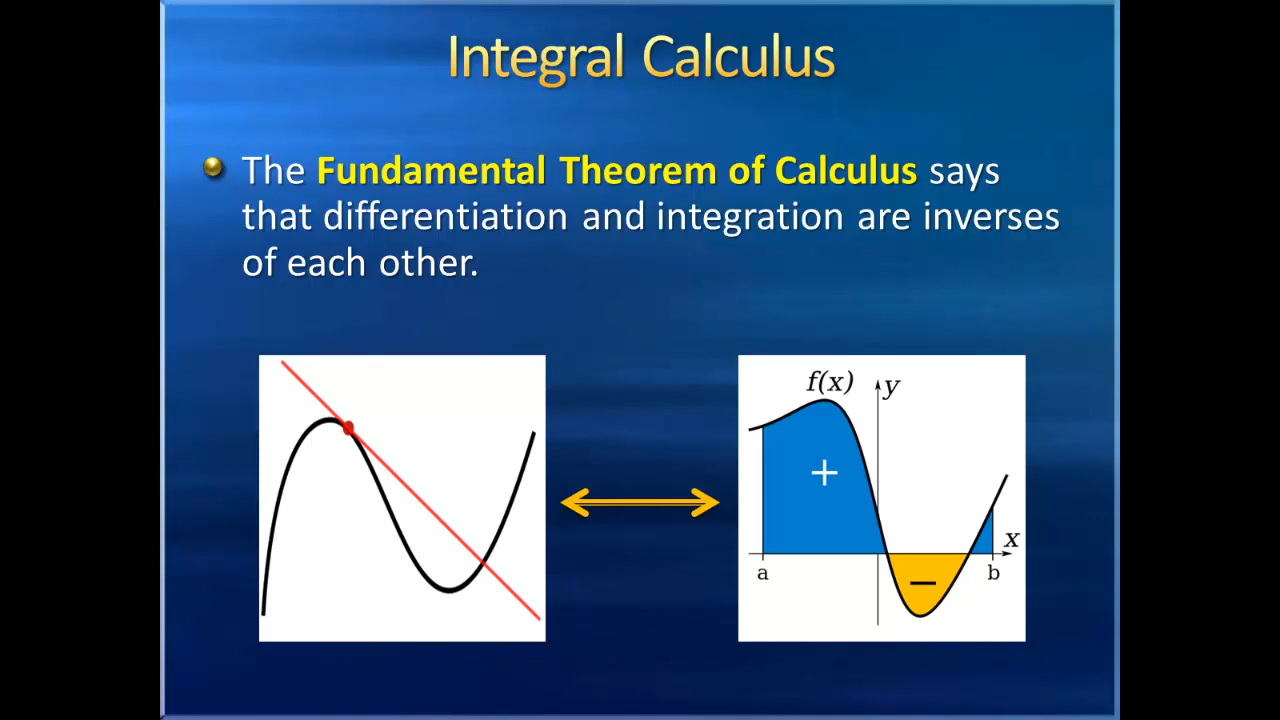 Integral Calculus
The Fundamental Theorem of Calculus says
that differentiation and integration are inverses
of each other.
f(x) y
+
x
a
b
−